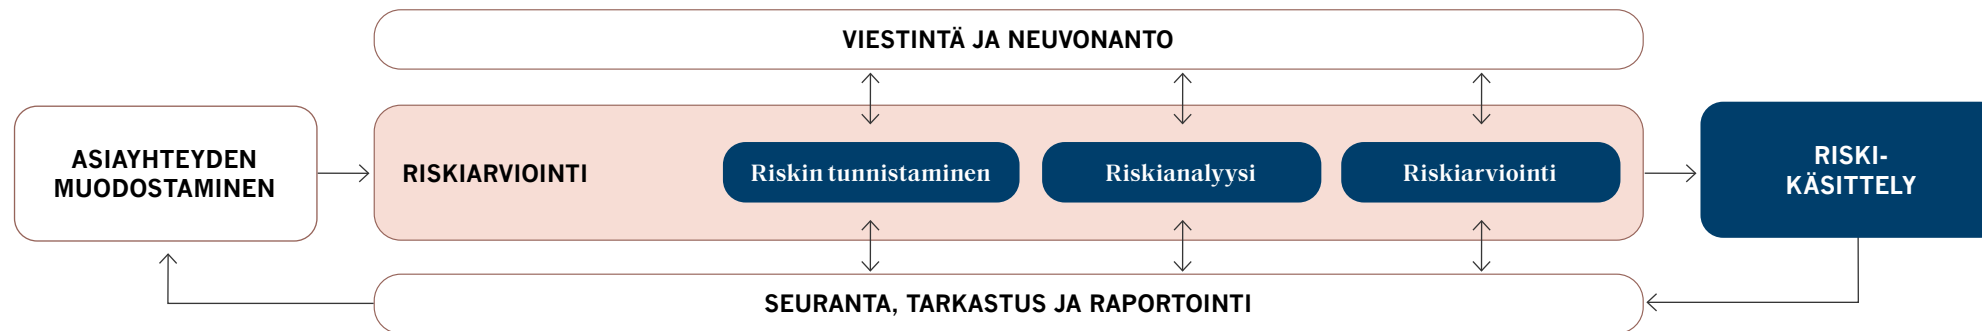 VIESTINTÄ JA NEUVONANTO
ASIAYHTEYDEN
MUODOSTAMINEN
RISKIARVIOINTI
Riskin tunnistaminen
Riskianalyysi
Riskiarviointi
RISKI-
KÄSITTELY
SEURANTA, TARKASTUS JA RAPORTOINTI